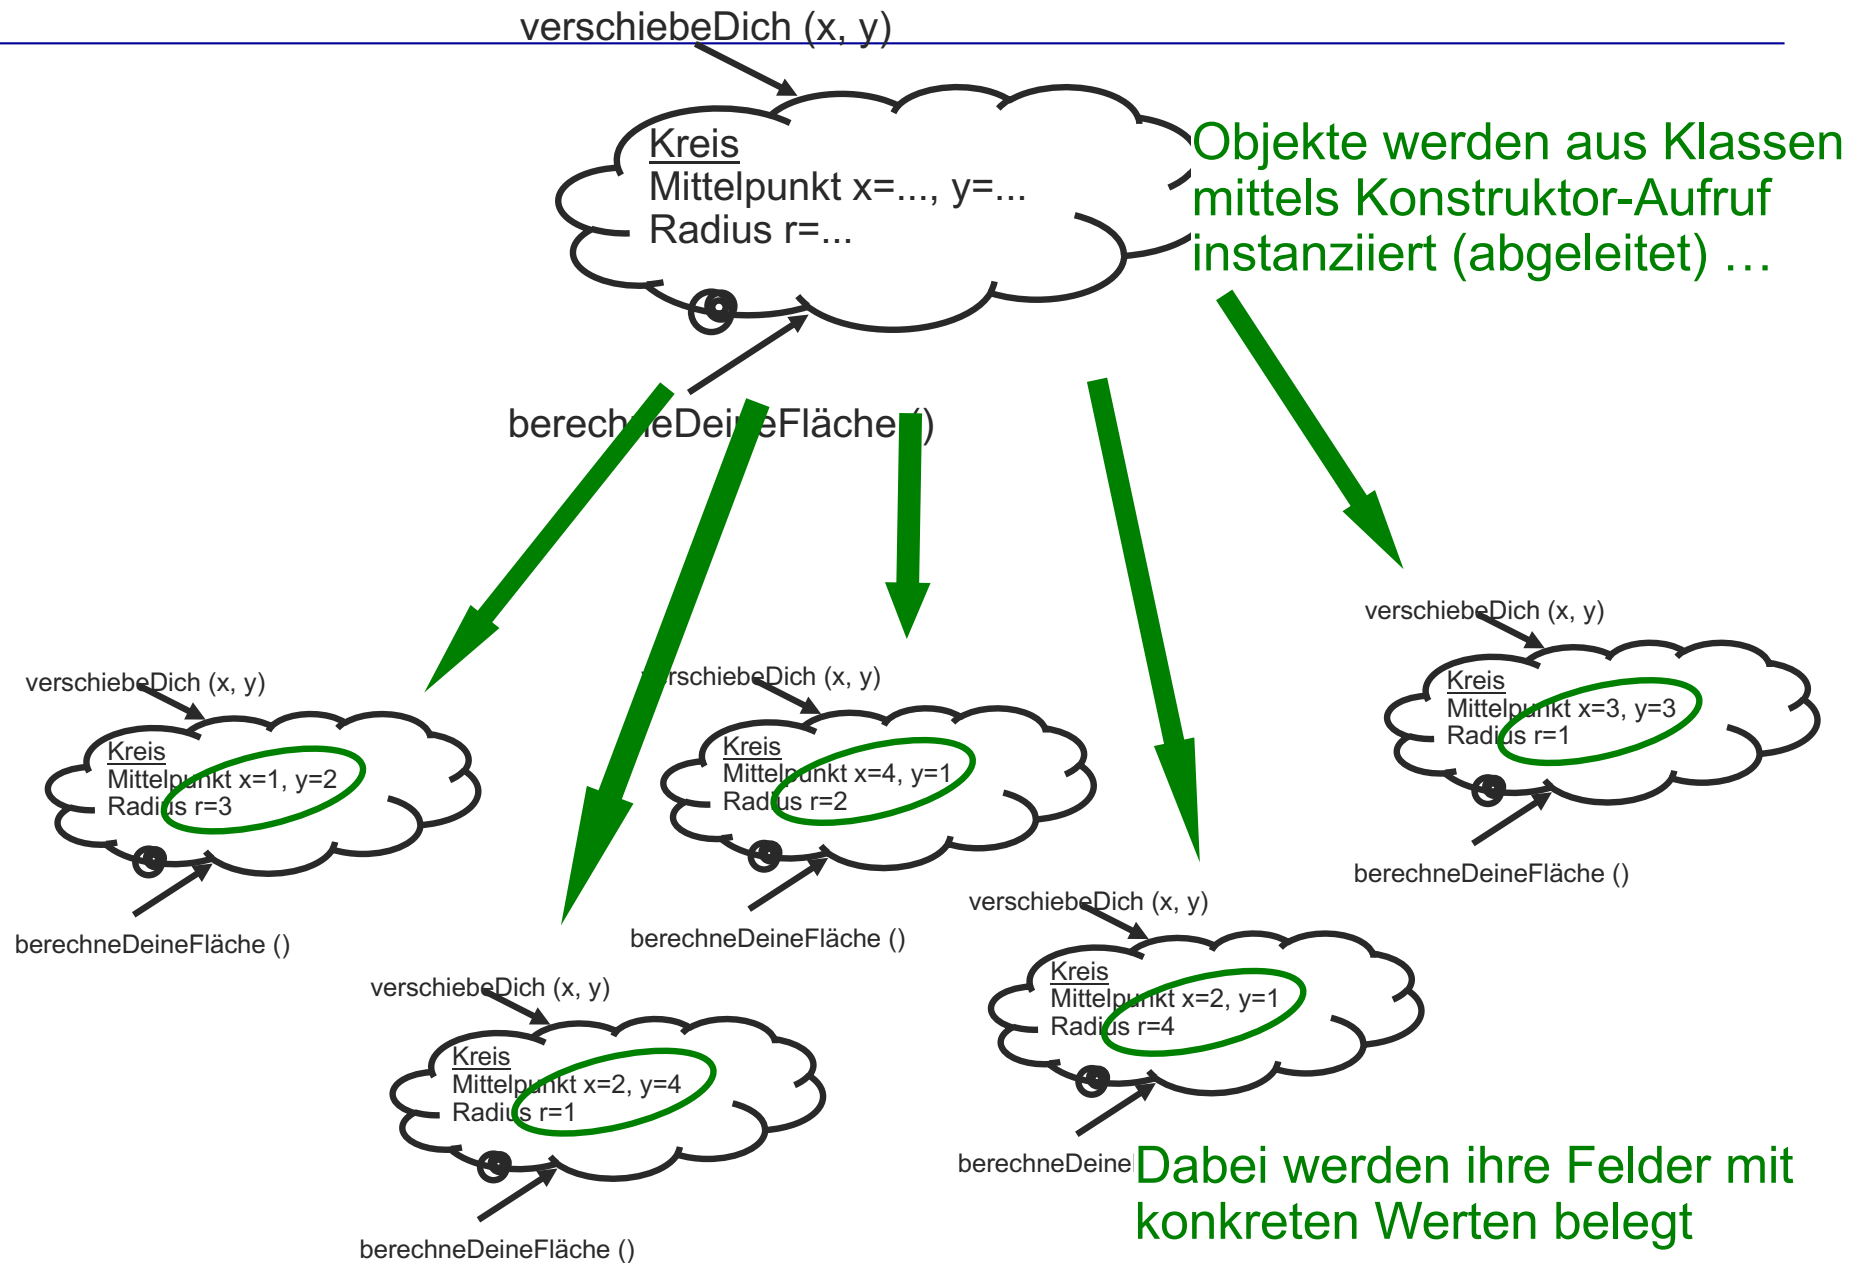 verschiebeDich (x, y)
Kreis
Mittelpunkt x=..., y=...
Radius r=...
berechneDeineFläche ()
Objekte werden aus Klassen
mittels Konstruktor-Aufruf
instanziiert (abgeleitet) …
verschiebeDich (x, y)
Kreis
Mittelpunkt x=1, y=2
Radius r=3
berechneDeineFläche ()
verschiebeDich (x, y)
Kreis
Mittelpunkt x=2, y=4
Radius r=1
berechneDeineFläche ()
verschiebeDich (x, y)
Kreis
Mittelpunkt x=4, y=1
Radius r=2
berechneDeineFläche ()
verschiebeDich (x, y)
Kreis
Mittelpunkt x=2, y=1
Radius r=4
berechneDeine
verschiebeDich (x, y)
Kreis
Mittelpunkt x=3, y=3
Radius r=1
berechneDeineFläche ()
Dabei werden ihre Felder mit
konkreten Werten belegt